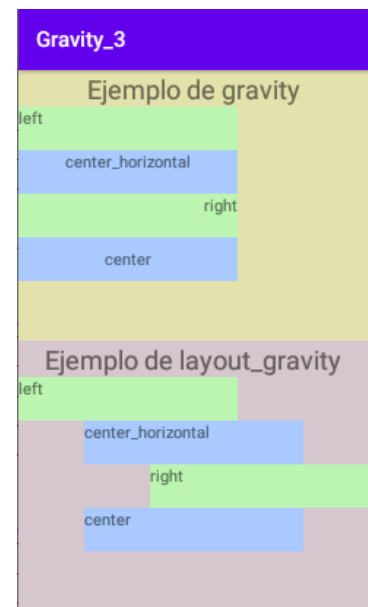 Gravity_3
Ejemplo de gravity
left
center_horizontal
right
center
Ejemplo de layout_gravity
left
center_horizontal
right
center